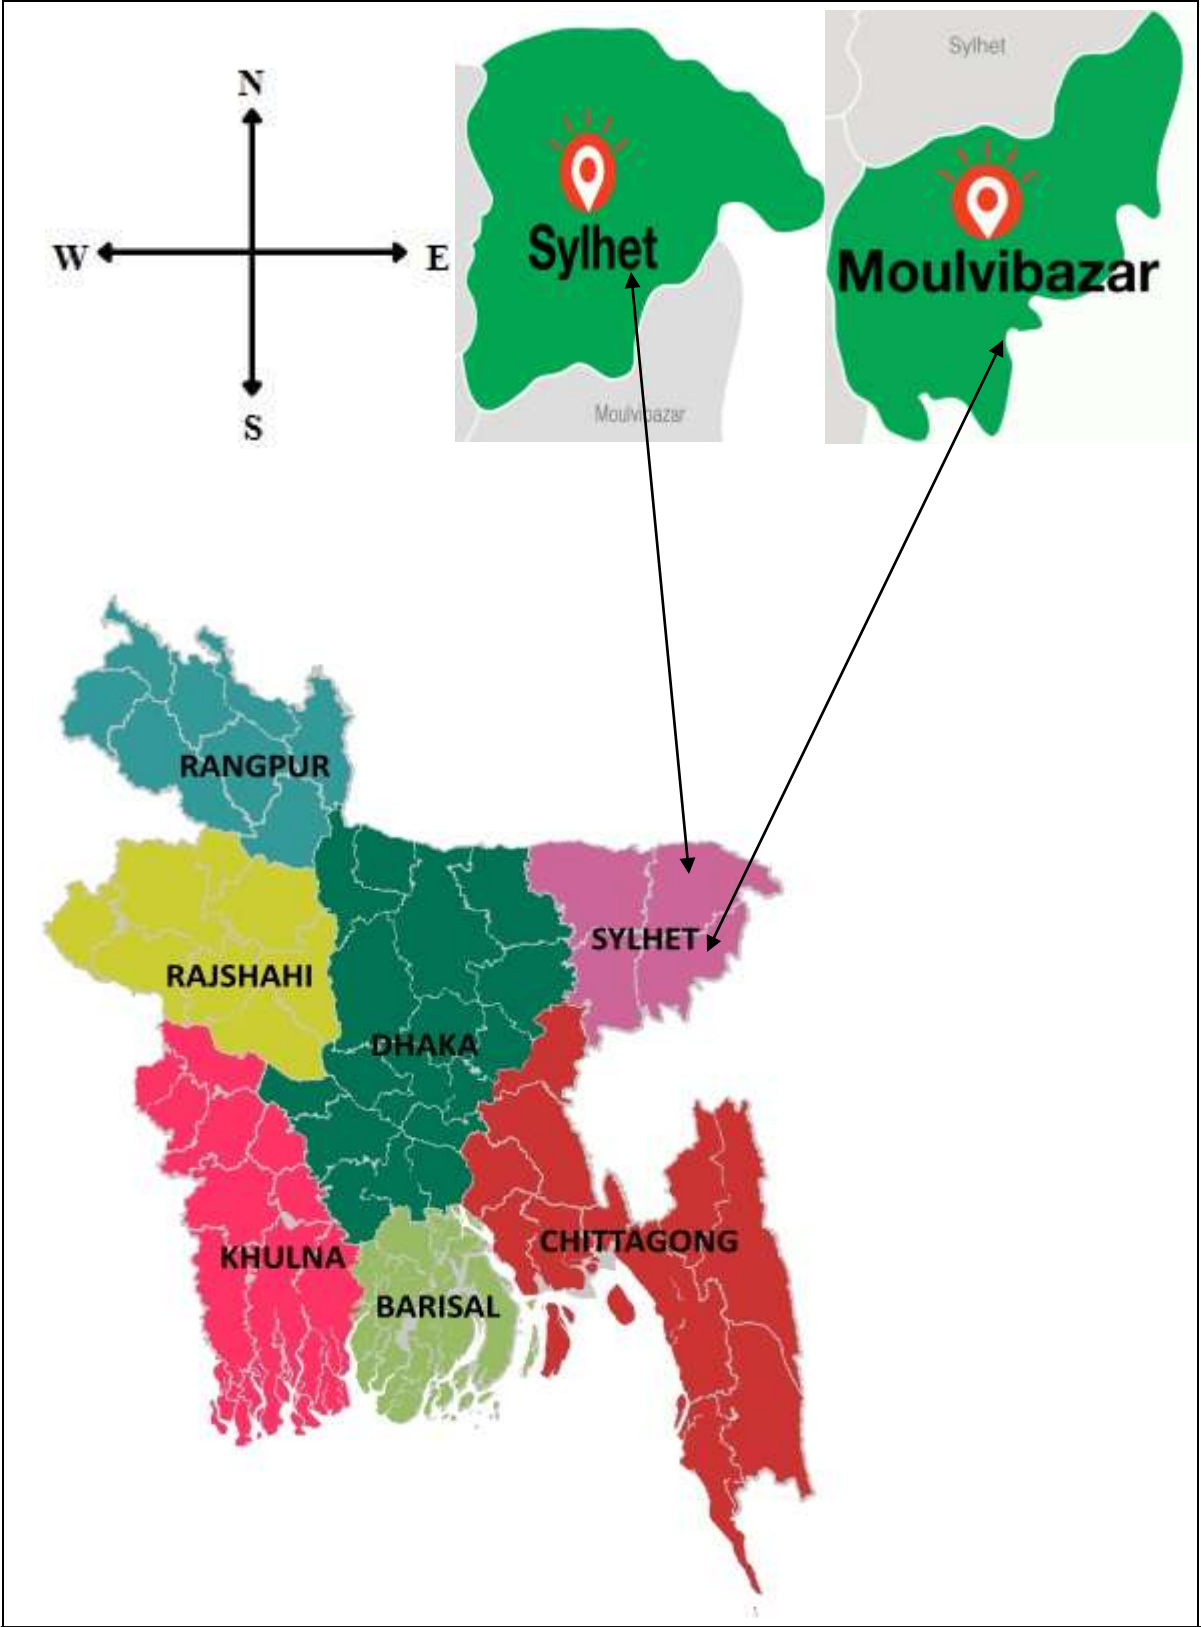 N
W
E
S
Sylhet
Moulvibazar
Sylhet
Moulvibazar
RANGPUR
RAJSHAHI
SYLHET
DHAKA
KHULNA
CHITTAGONG
BARISAL